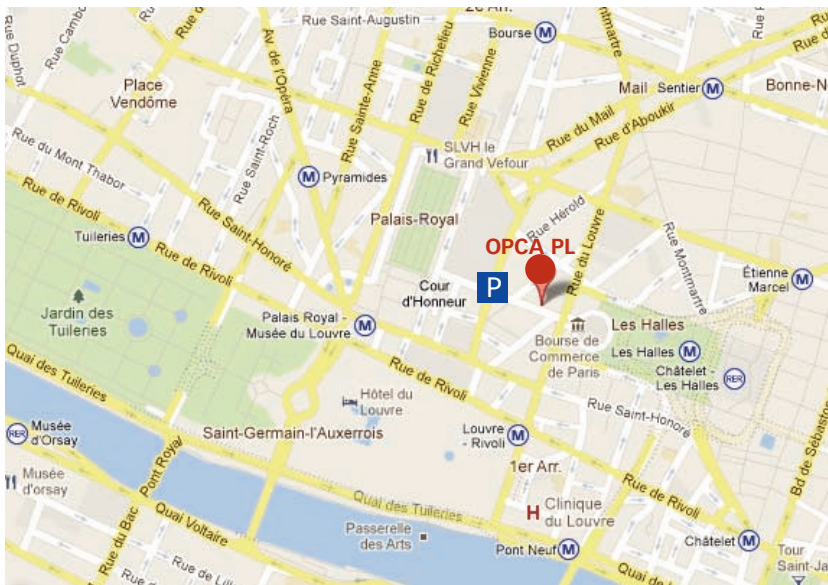 2e Arr.
Rue Saint-Augustin
Bourse
M
Rue Duphot
Rue Cambon
Av de l'Opéra
Rue Sainte-Anne
Rue de Richelieu
Rue Vivienne
Montmartre
Mail
Sentier
M
Bonne-N
Place
Vendôme
Rue du Mail
Rue d'Aboukir
Rue du Mont Thabor
Rue Saint-Roch
SLVH le
Grand Vefour
M
Pyramides
Rue de Rivoli
Rue Saint-Honoré
Palais-Royal
Rue Hérold
Rue du Louvre
Rue Montmartre
Tuileries
M
Rue de Rivoli
OPCA PL
P
Cour
d'Honneur
Étienne
Marcel
M
Jardin des
Tuileries
Palais Royal -
Musée du Louvre
M
Bourse de
Commerce
de Paris
Les Halles
Les Halles
M
Châtelet -
Les Halles
RER
Quai des Tuileries
Rue de Rivoli
Hôtel du
Louvre
Rue Saint-Honoré
RER
Musée
d'Orsay
Saint-Germain-l'Auxerrois
Louvre
- Rivoli
M
Musée
d'orsay
Pont Royal
1er Arr.
Rue de Rivoli
Bd de Sébasto
Quai des Tuileries
H
Clinique
du Louvre
Rue du Bac
Quai Voltaire
Passerelle
des Arts
Pont Neuf
M
Châtelet
M
Tour
Saint-Ja
Rue de Lill
Quai de